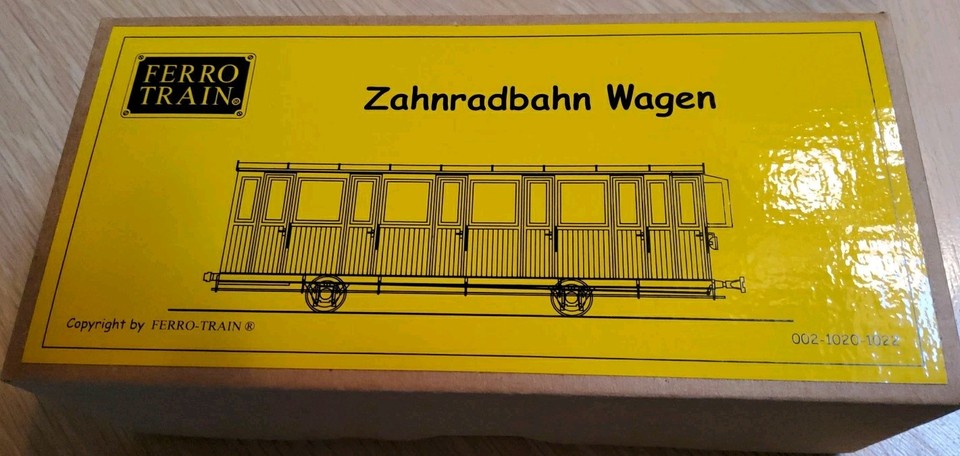 FERRO
TRAIN®
Zahnradbahn Wagen
Copyright by FERRO-TRAIN ®
002-1020-1022